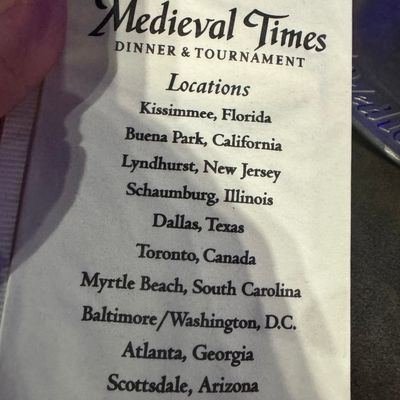 Medieval Times
DINNER & TOURNAMENT
Locations
Kissimmee, Florida
Buena Park, California
Lyndhurst, New Jersey
Schaumburg, Illinois
Dallas, Texas
Toronto, Canada
Myrtle Beach, South Carolina
Baltimore/Washington, D.C.
Atlanta, Georgia
Scottsdale, Arizona